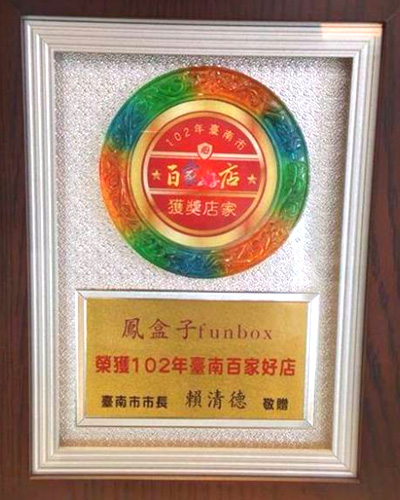 102年臺南市
★百家好店★
獲獎店家
鳳盒子funbox
榮獲102年臺南百家好店
臺南市市長 賴清德 敬贈